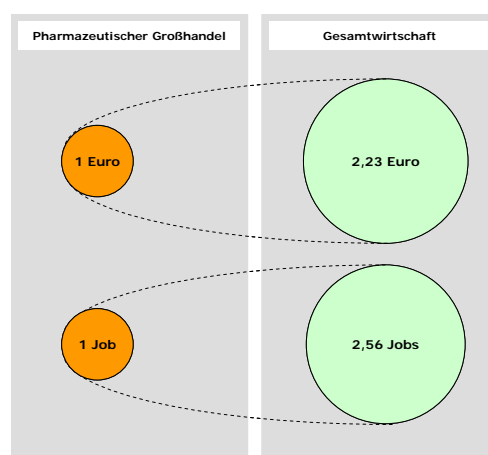 Pharmazeutischer Großhandel
Gesamtwirtschaft
1 Euro
2,23 Euro
1 Job
2,56 Jobs